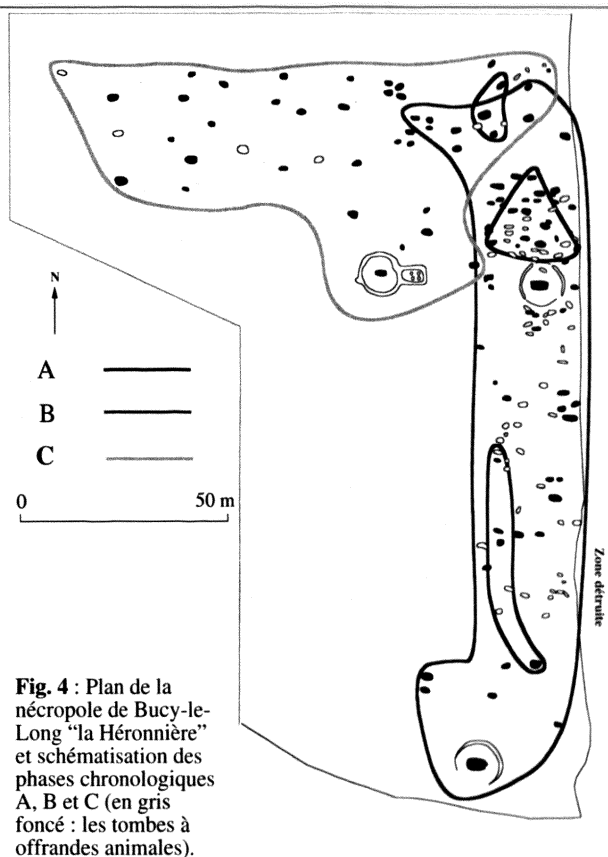 N
A
B
C
0 50 m
Zone détruite
Fig. 4 : Plan de la
nécropole de Bucy-le-
Long “la Héronnière”
et schématisation des
phases chronologiques
A, B et C (en gris
foncé : les tombes à
offrandes animales).